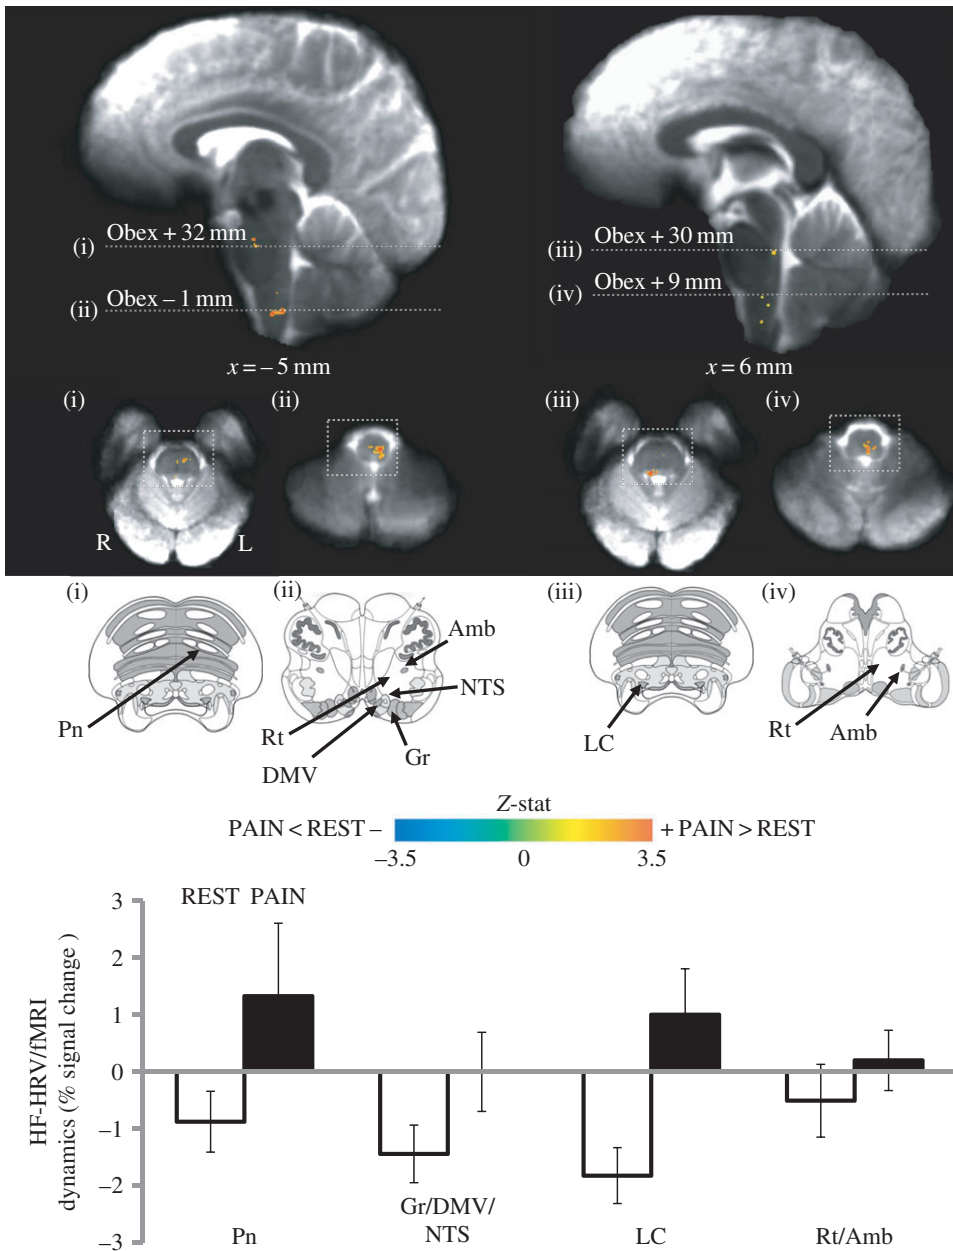 (i) Obex + 32 mm
(ii) Obex – 1 mm
x = – 5 mm
(iii) Obex + 30 mm
(iv) Obex + 9 mm
x = 6 mm
(i)
(ii)
(iii)
(iv)
R
L
(i)
(ii)
(iii)
(iv)
Pn
Amb
NTS
Rt
DMV
Gr
LC
Rt
Amb
Z-stat
PAIN < REST – + PAIN > REST
–3.5 0 3.5
REST PAIN
HF-HRV/fMRI
dynamics (% signal change )
3
2
1
0
–1
–2
–3
Pn
Gr/DMV/
NTS
LC
Rt/Amb